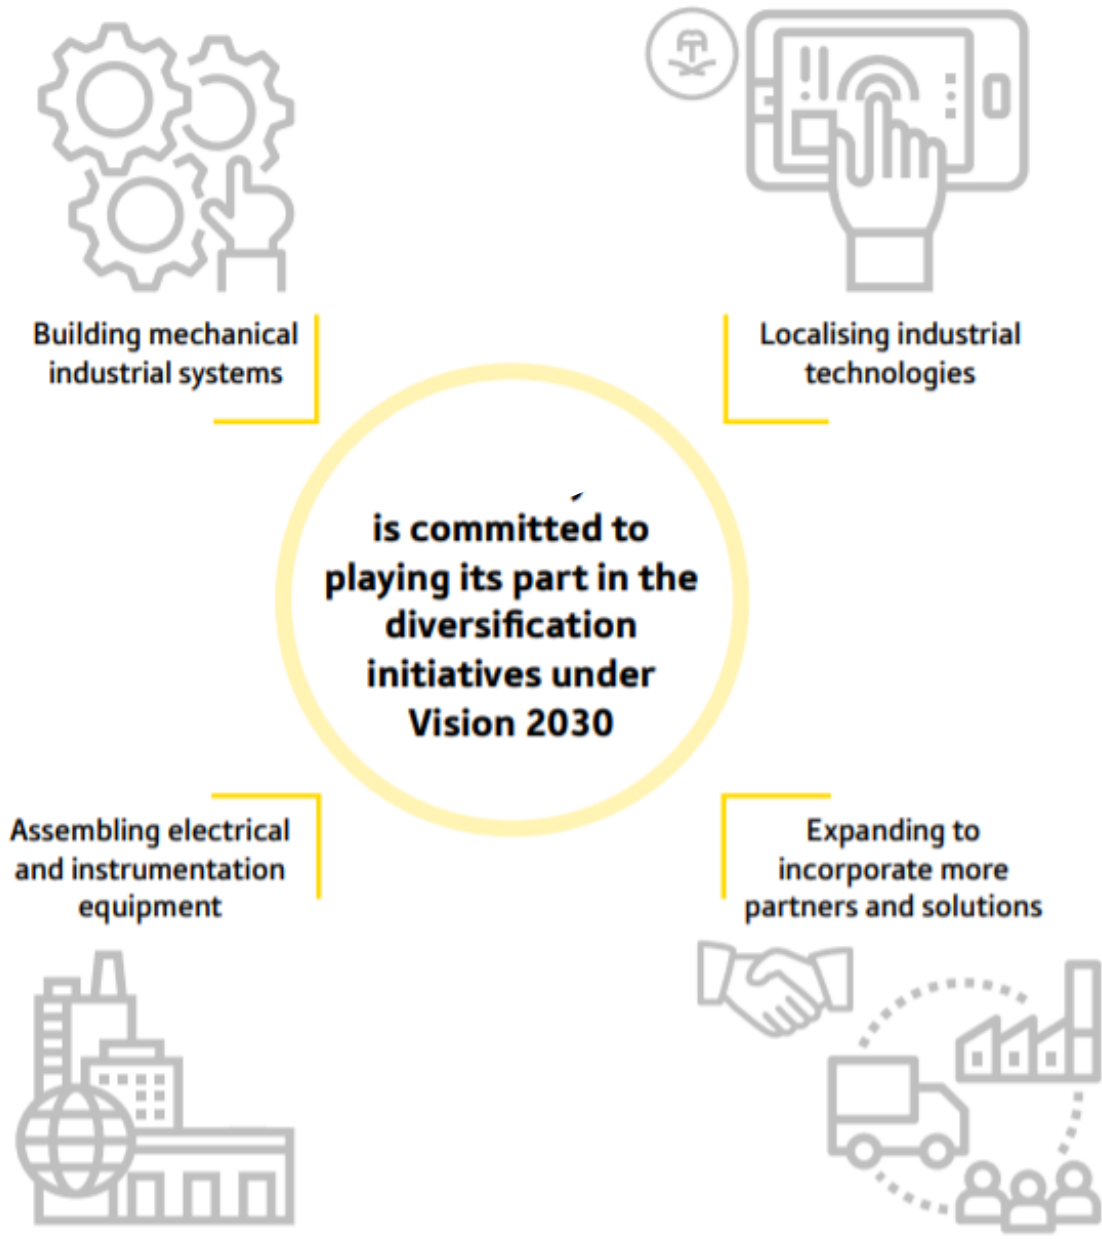 Building mechanical
industrial systems
Localising industrial
technologies
is committed to
playing its part in the
diversification
initiatives under
Vision 2030
Assembling electrical
and instrumentation
equipment
Expanding to
incorporate more
partners and solutions